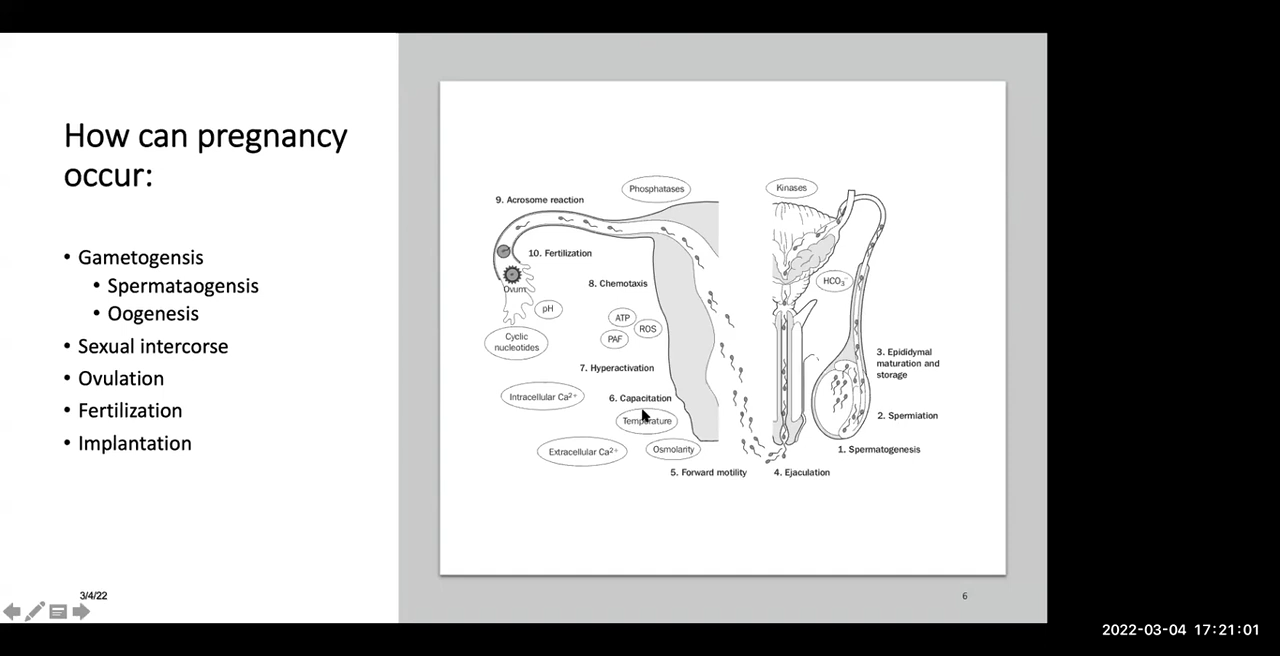 How can pregnancy
occur:
• Gametogensis
• Spermataogensis
• Oogenesis
• Sexual intercorse
• Ovulation
• Fertilization
• Implantation
3/4/22
Phosphatases
Kinases
9. Acrosome reaction
10. Fertilization
Ovum
8. Chemotaxis
HCO₃⁻
pH
ATP
ROS
PAF
Cyclic
nucleotides
7. Hyperactivation
3. Epididymal
maturation and
storage
Intracellular Ca²⁺
6. Capacitation
Temperature
2. Spermiation
Extracellular Ca²⁺
Osmolarity
1. Spermatogenesis
5. Forward motility
4. Ejaculation
6
2022-03-04 17:21:01